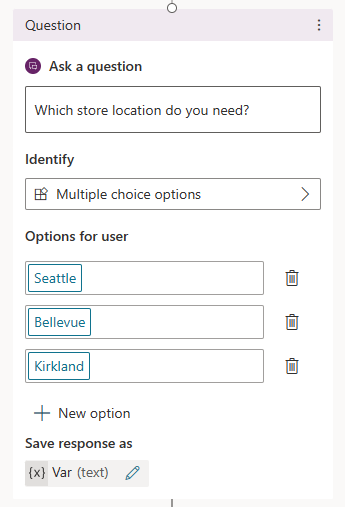 Question
Ask a question
Which store location do you need?
Identify
Multiple choice options
Options for user
Seattle
Bellevue
Kirkland
New option
Save response as
{x} Var (text)